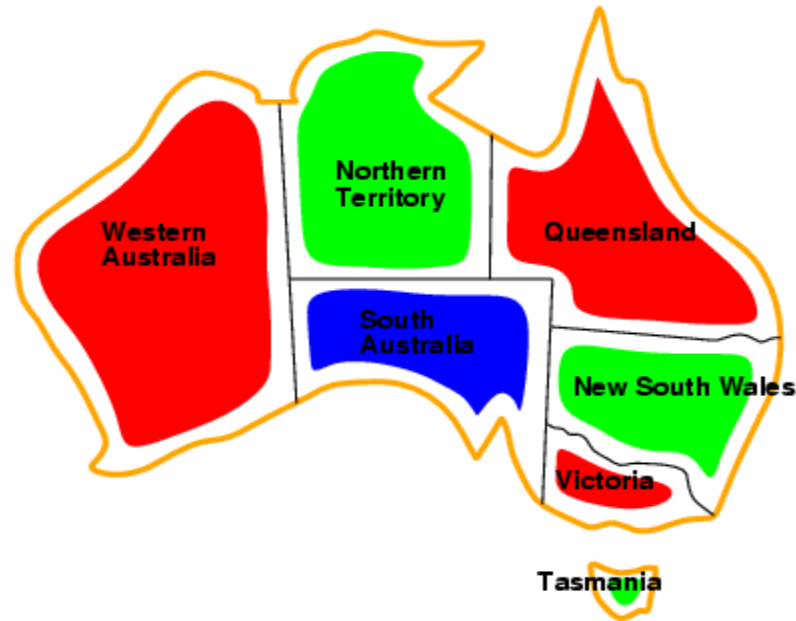 Northern
Territory
Western
Australia
Queensland
South
Australia
New South Wales
Victoria
Tasmania